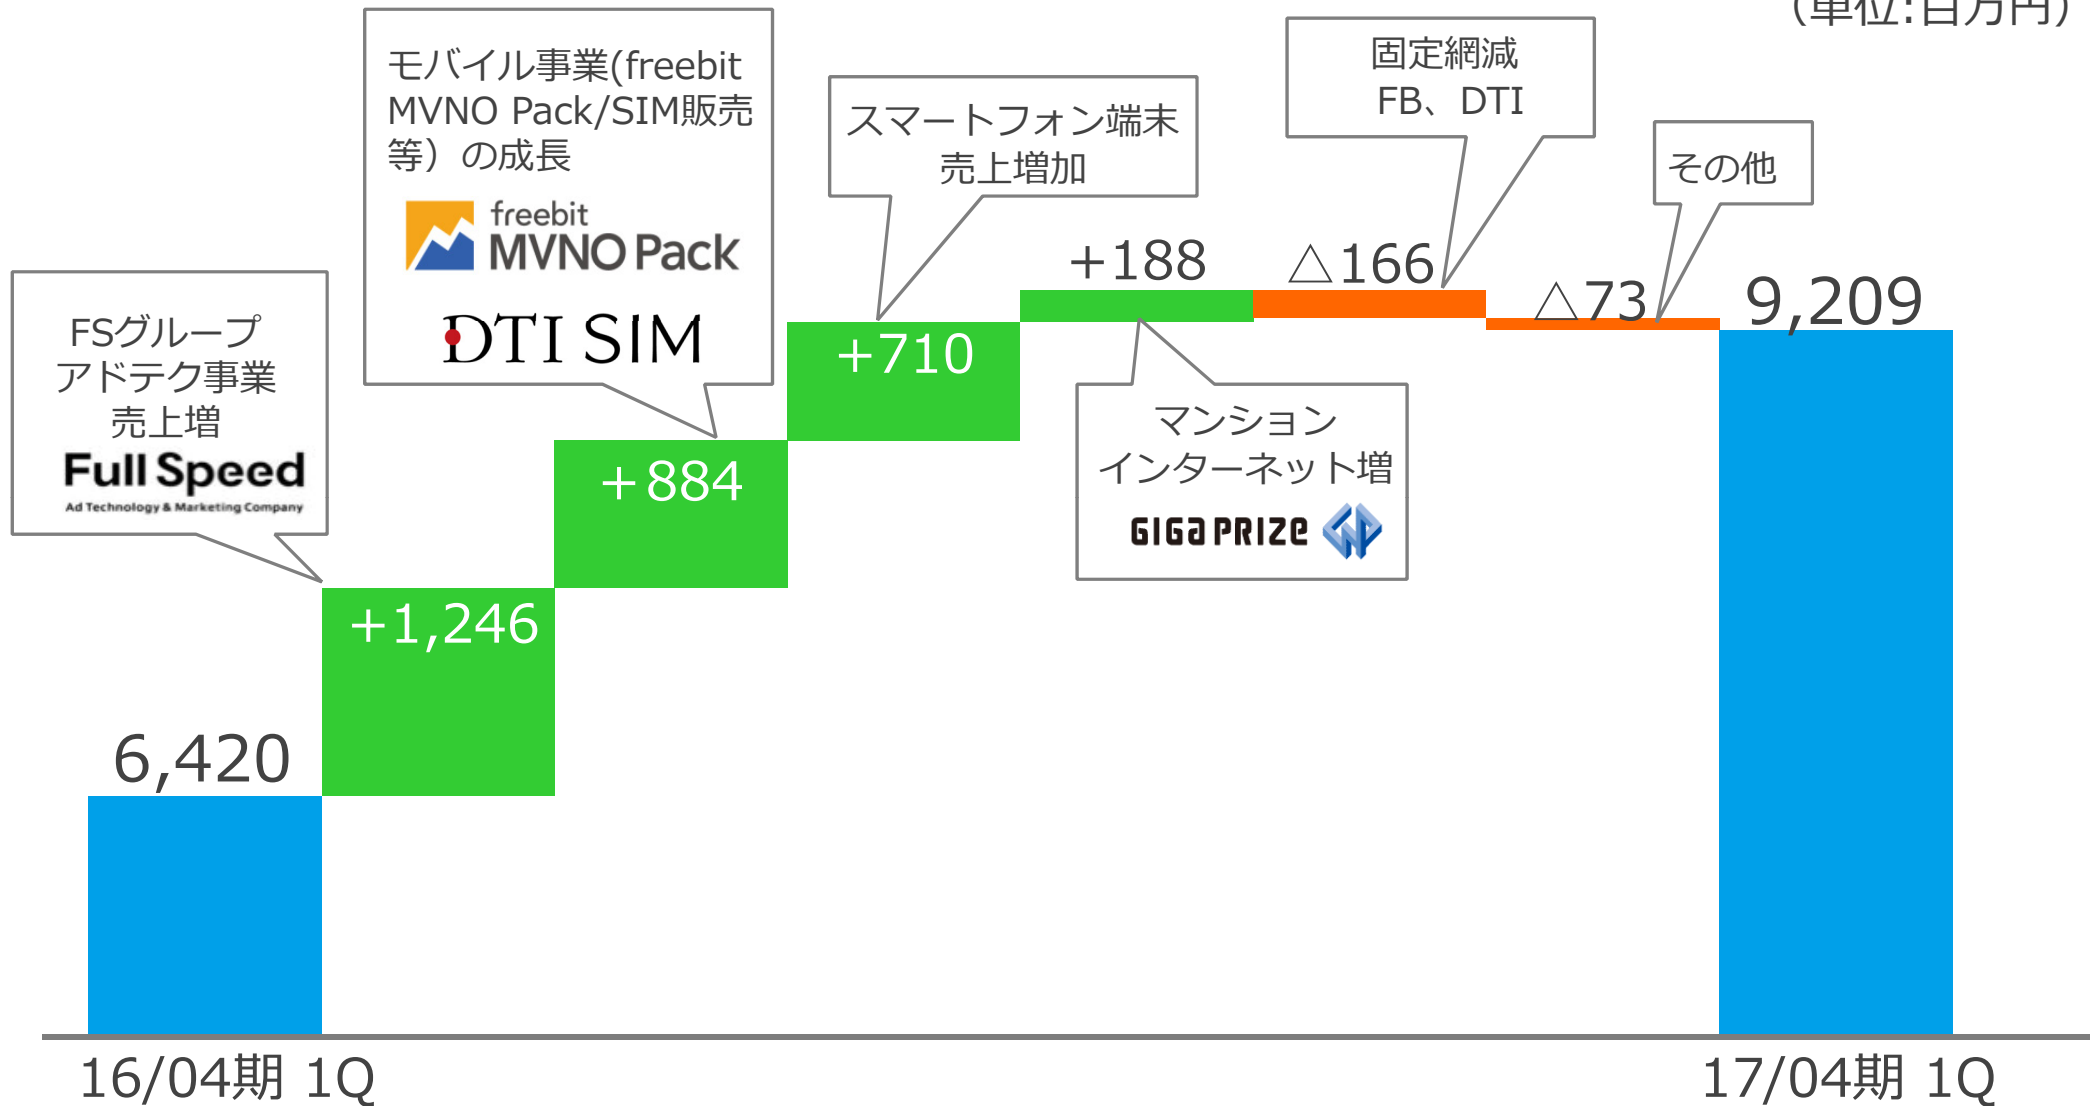 （単位:百万円）
モバイル事業(freebit
MVNO Pack/SIM販売
等）の成長
freebit
MVNO Pack
DTI SIM
スマートフォン端末
売上増加
固定網減
FB、DTI
その他
FSグループ
アドテク事業
売上増
Full Speed
Ad Technology & Marketing Company
+188
△166
△73
9,209
+710
マンション
インターネット増
GIGA PRIZE
+884
+1,246
6,420
16/04期 1Q
17/04期 1Q